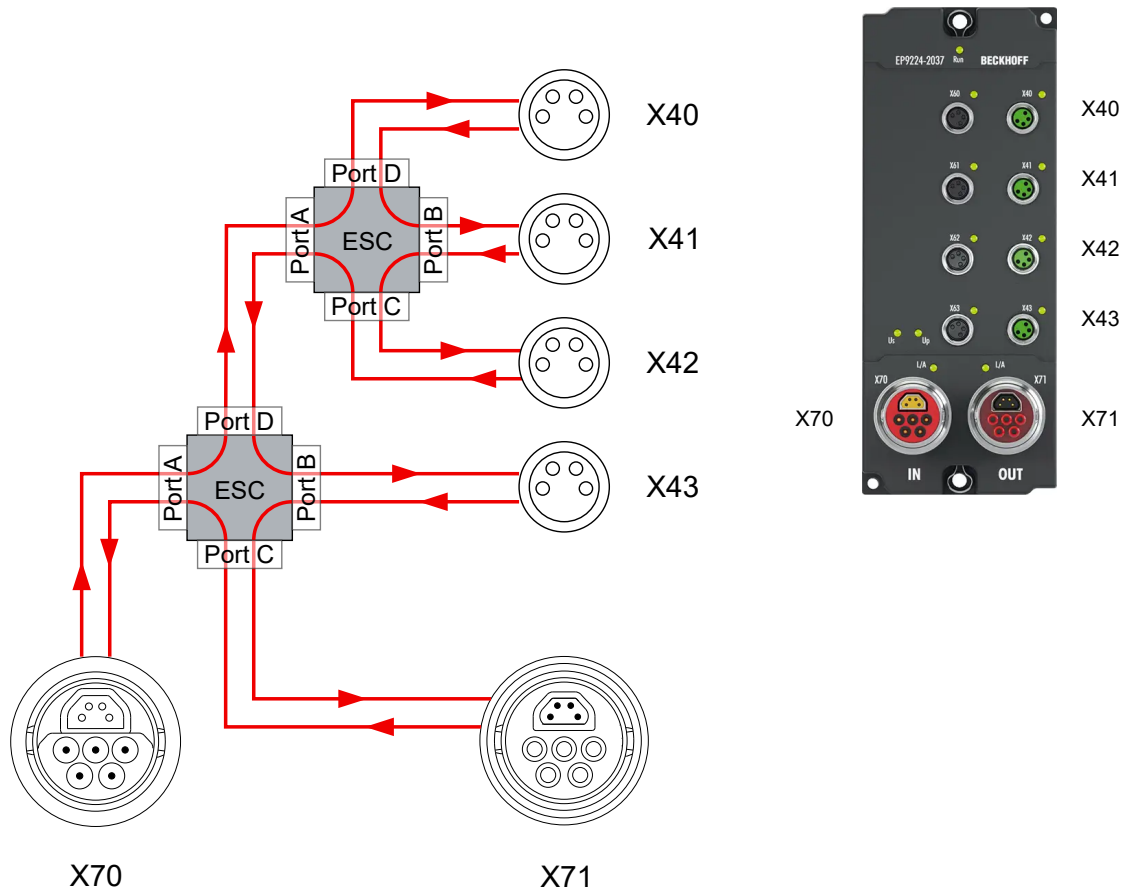 X40
Port D
Port A
ESC
Port B
X41
Port C
X42
Port D
Port A
ESC
Port B
X43
Port C
X70
X71
EP9224-2037
Run
BECKHOFF
X60
X40
X40
X61
X41
X41
X62
X42
X42
X63
X43
X43
Us
Up
L/A
L/A
X70
X71
X70
X71
IN
OUT